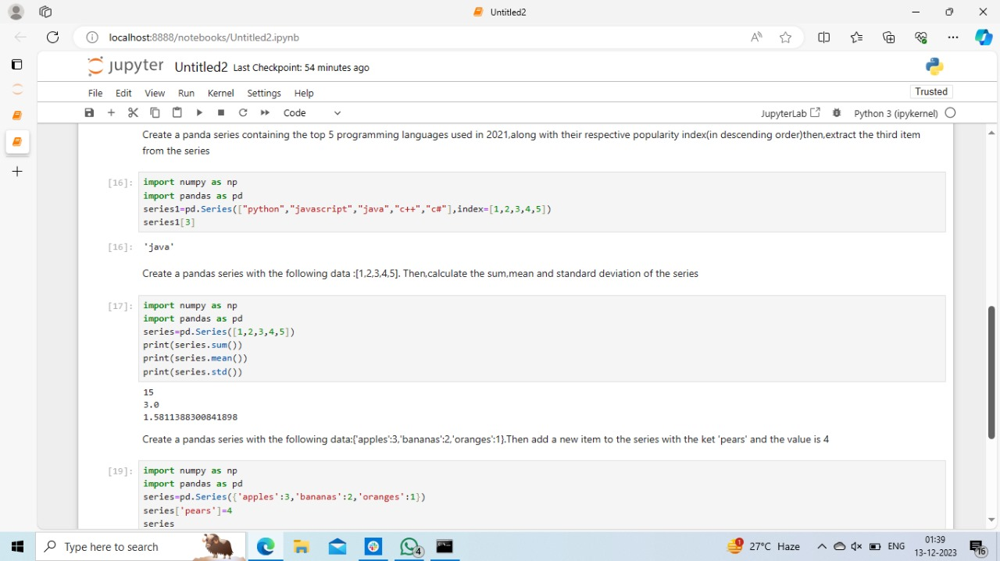 Untitled2
localhost:8888/notebooks/Untitled2.ipynb
jupyter Untitled2 Last Checkpoint: 54 minutes ago
File Edit View Run Kernel Settings Help Trusted
Code JupyterLab Python 3 (ipykernel)
Create a panda series containing the top 5 programming languages used in 2021,along with their respective popularity index(in descending order)then,extract the third item
from the series
[16]: import numpy as np
import pandas as pd
series1=pd.Series(["python","javascript","java","c++","c#"],index=[1,2,3,4,5])
series1[3]
[16]: 'java'
Create a pandas series with the following data :[1,2,3,4,5]. Then,calculate the sum,mean and standard deviation of the series
[17]: import numpy as np
import pandas as pd
series=pd.Series([1,2,3,4,5])
print(series.sum())
print(series.mean())
print(series.std())
15
3.0
1.5811388300841898
Create a pandas series with the following data:{'apples':3,'bananas':2,'oranges':1}.Then add a new item to the series with the ket 'pears' and the value is 4
[19]: import numpy as np
import pandas as pd
series=pd.Series({'apples':3,'bananas':2,'oranges':1})
series['pears']=4
series
Type here to search 4 1 27°C Haze ENG 01:39
13-12-2023 16